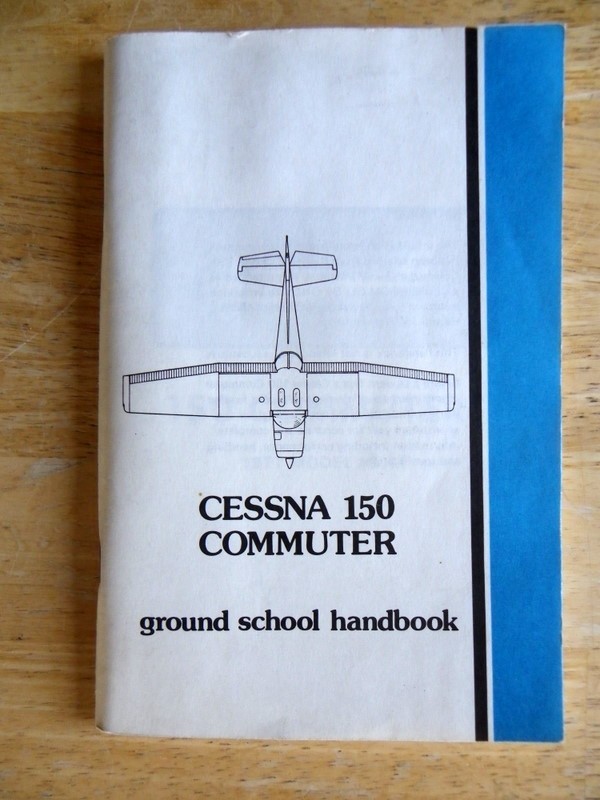 CESSNA 150
COMMUTER
ground school handbook